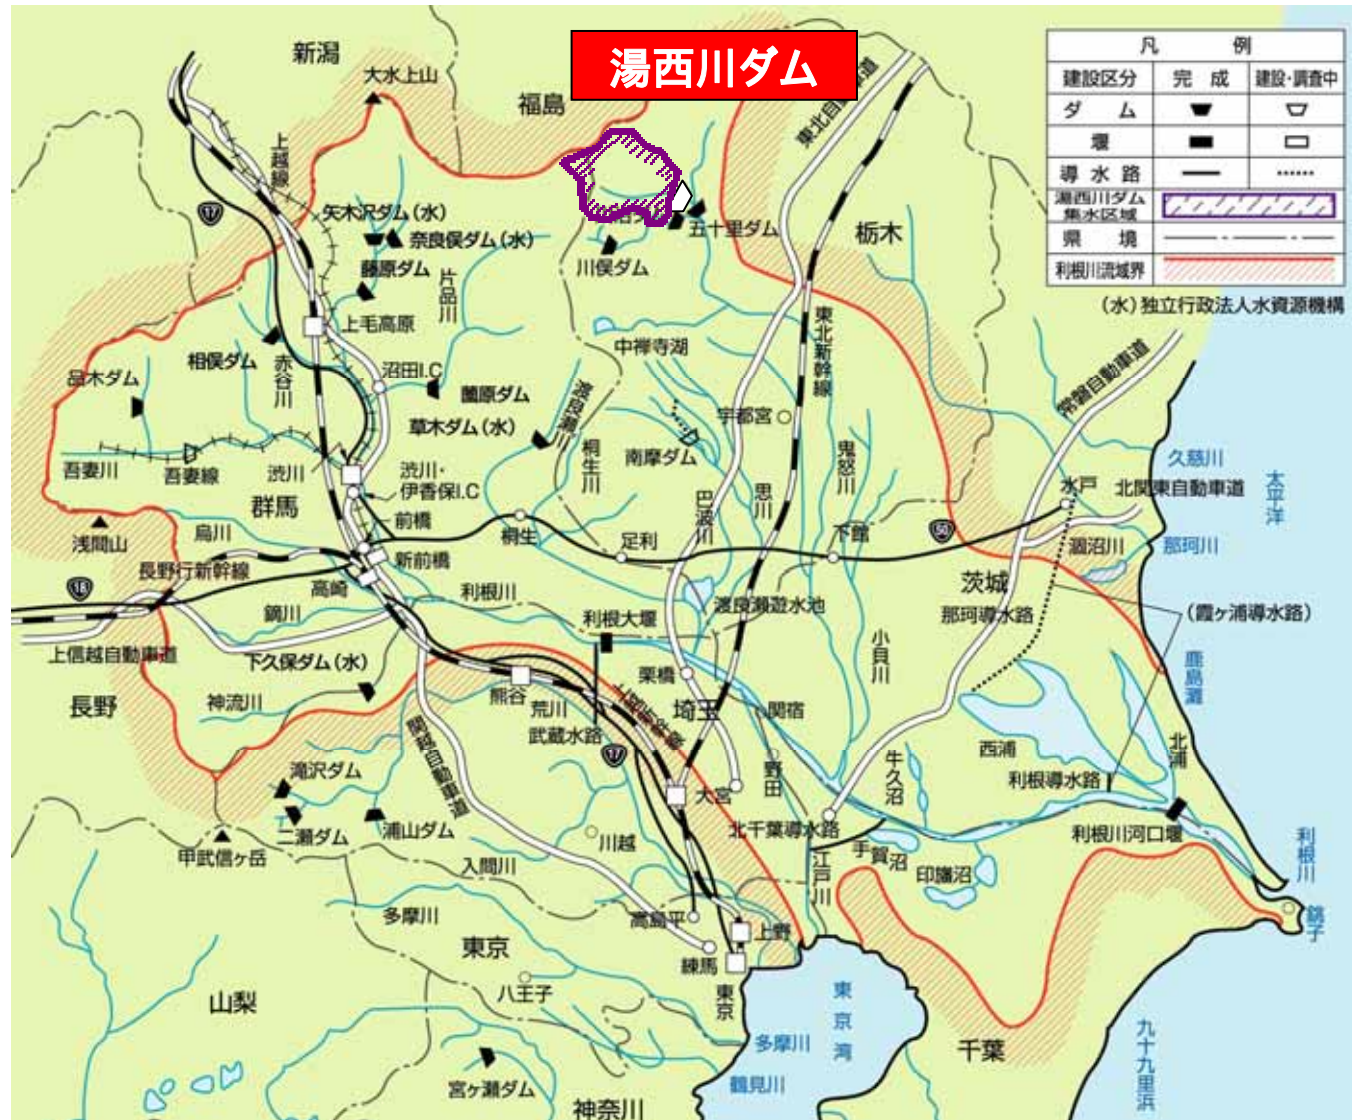 湯西川ダム
凡 例
建設区分 完 成 建設・調査中
ダ ム
堰
導 水 路
湯西川ダム
集水区域
県 境
利根川流域界
(水)独立行政法人水資源機構
新潟
大水上山
福島
東北自動車道
上越線
17
矢木沢ダム(水)
奈良俣ダム(水)
藤原ダム
片品川
五十里ダム
川俣ダム
栃木
上毛高原
相俣ダム
赤谷川
沼田I.C
薗原ダム
品木ダム
草木ダム(水)
渡良瀬川
桐生川
中禅寺湖
東北新幹線
宇都宮
南摩ダム
鬼怒川
思川
巴波川
常磐自動車道
久慈川
太平洋
水戸
北関東自動車道
吾妻川
吾妻線
渋川
渋川・
伊香保I.C
群馬
前橋
新前橋
烏川
浅間山
長野行新幹線
18
高崎
桐生
足利
下館
50
涸沼川
那珂川
茨城
那珂導水路
(霞ヶ浦導水路)
鏑川
利根川
利根大堰
渡良瀬遊水池
小貝川
上信越自動車道
下久保ダム(水)
長野
神流川
熊谷
荒川
武蔵水路
17
栗橋
埼玉
上越新幹線
関宿
関越自動車道
鹿島灘
北浦
西浦
利根導水路
牛久沼
野田
大宮
北千葉導水路
利根川河口堰
滝沢ダム
二瀬ダム
浦山ダム
甲武信ヶ岳
川越
入間川
手賀沼
印旛沼
江戸川
利根川
銚子
多摩川
高島平
上野
東京
練馬
八王子
東京
山梨
東京湾
多摩川
鶴見川
千葉
九十九里浜
宮ヶ瀬ダム
神奈川